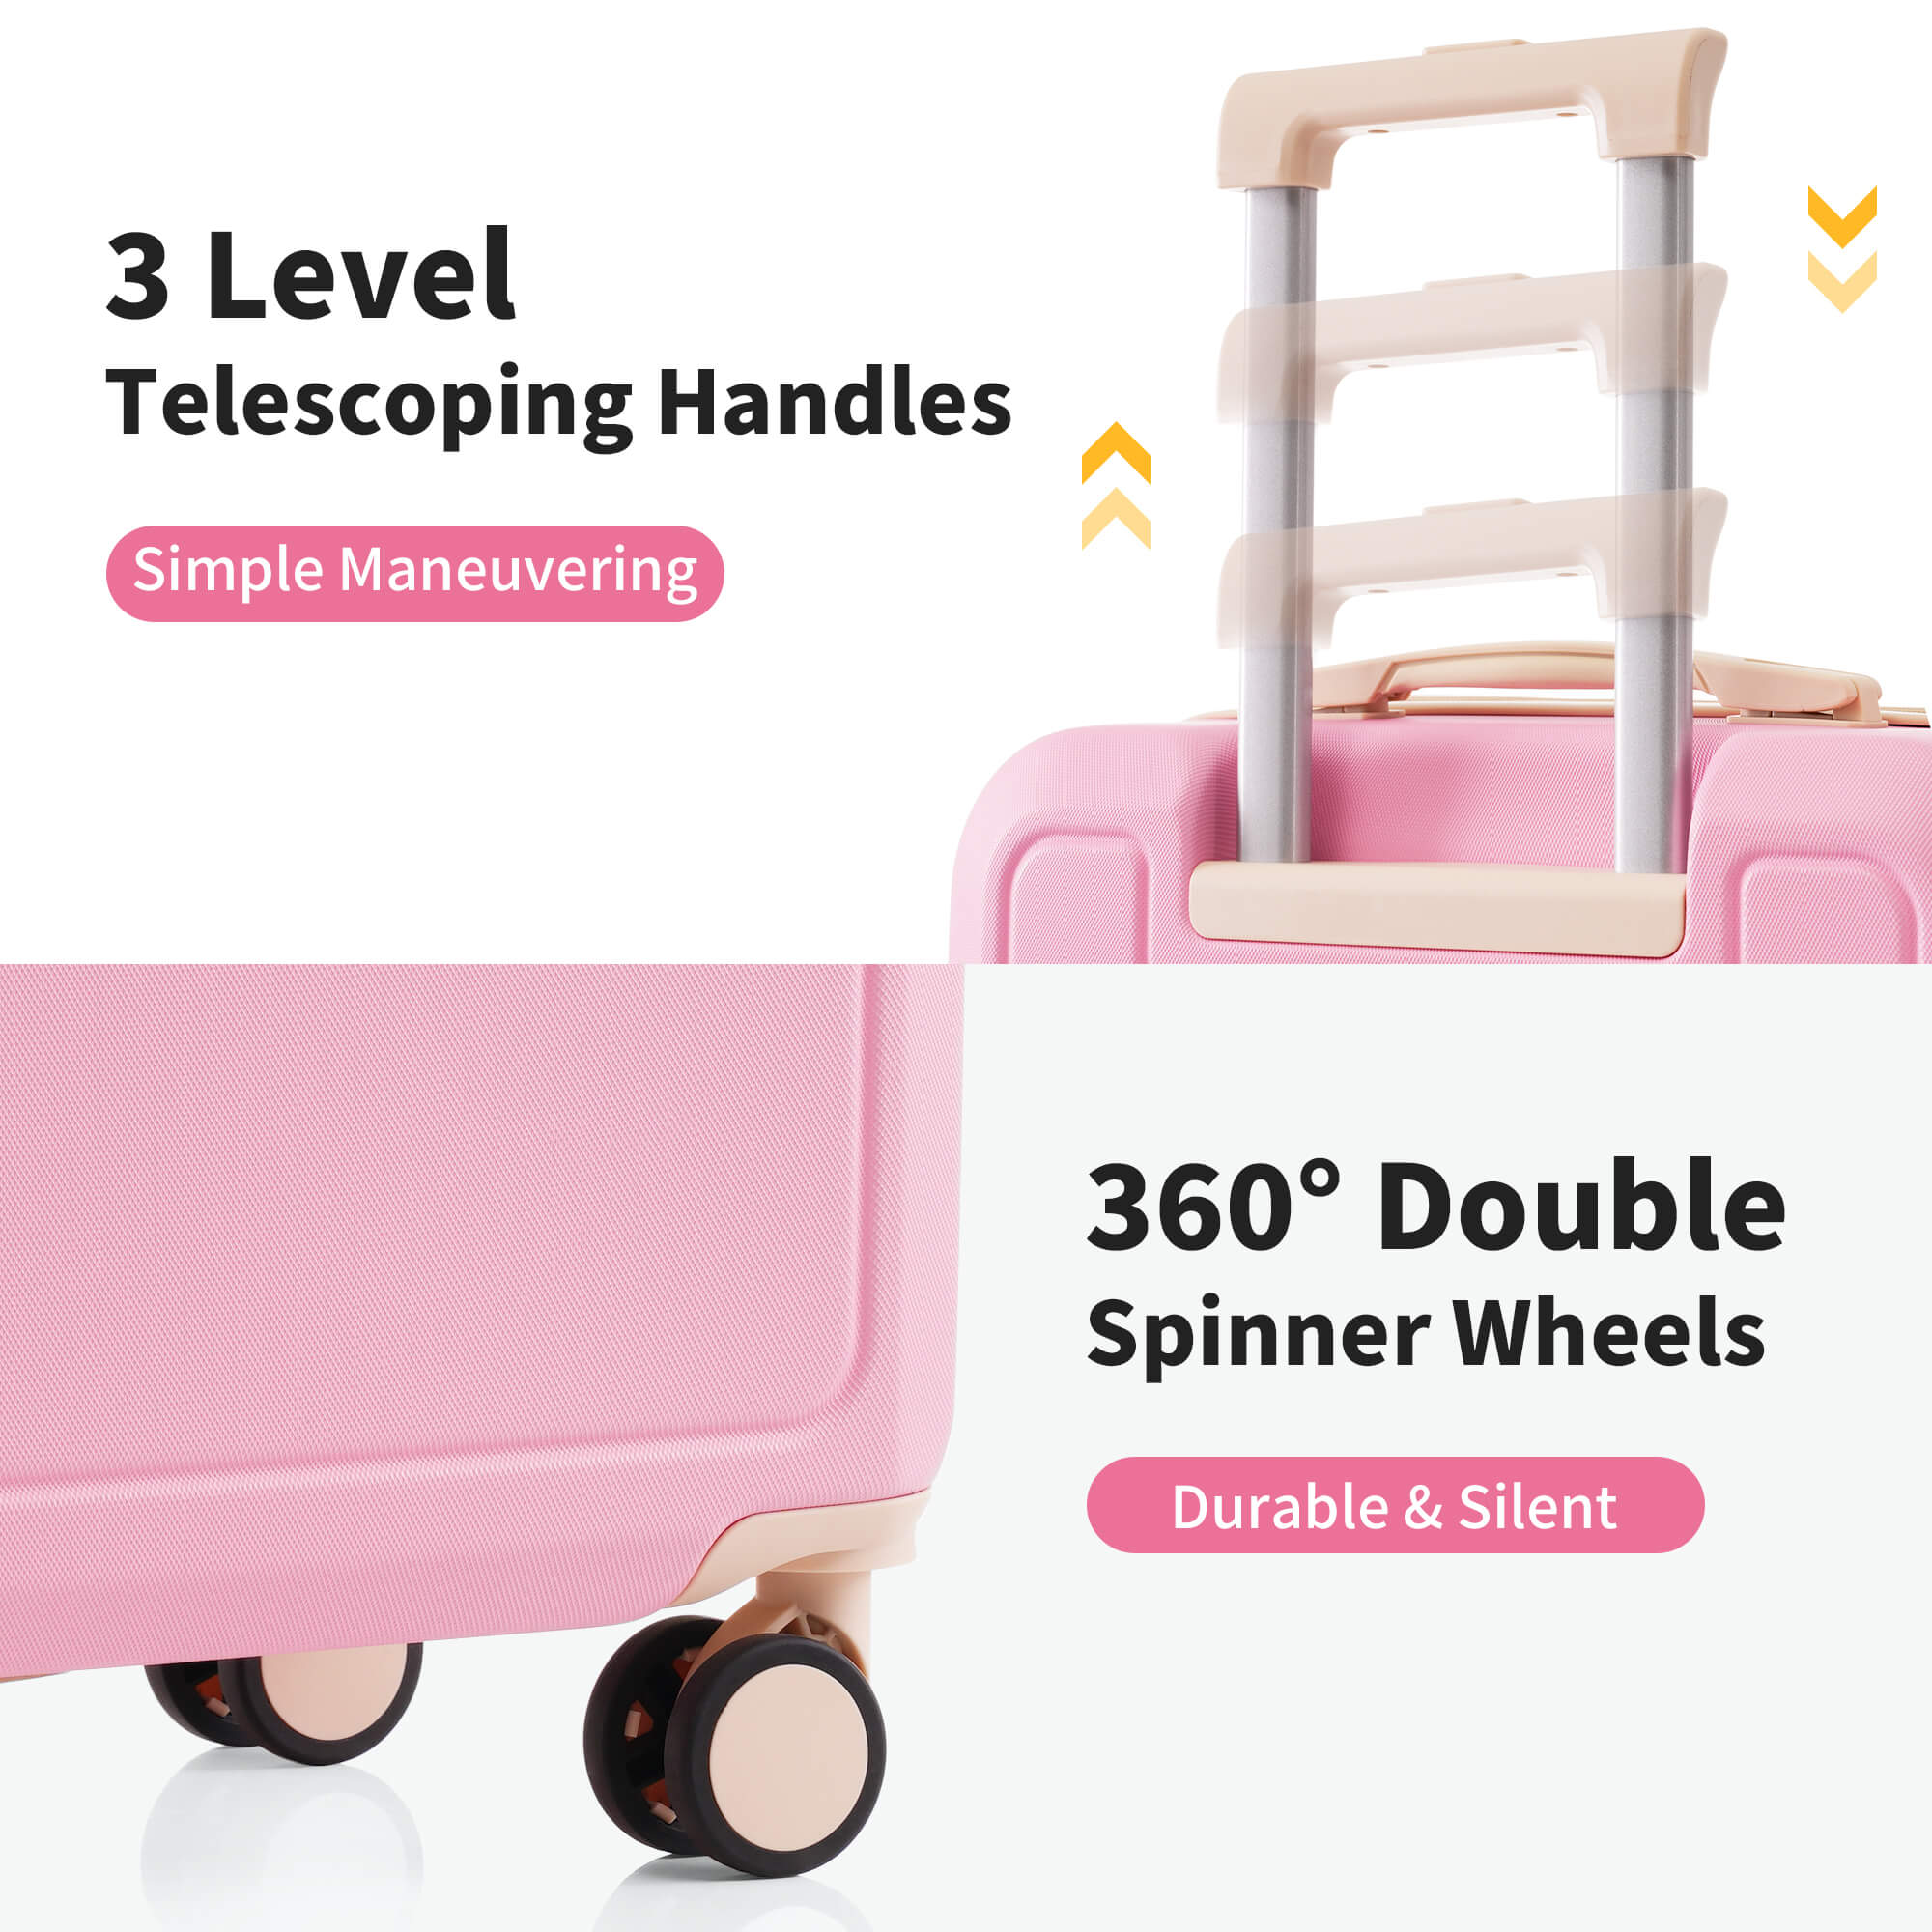 3 Level
Telescoping Handles
Simple Maneuvering
360° Double
Spinner Wheels
Durable & Silent